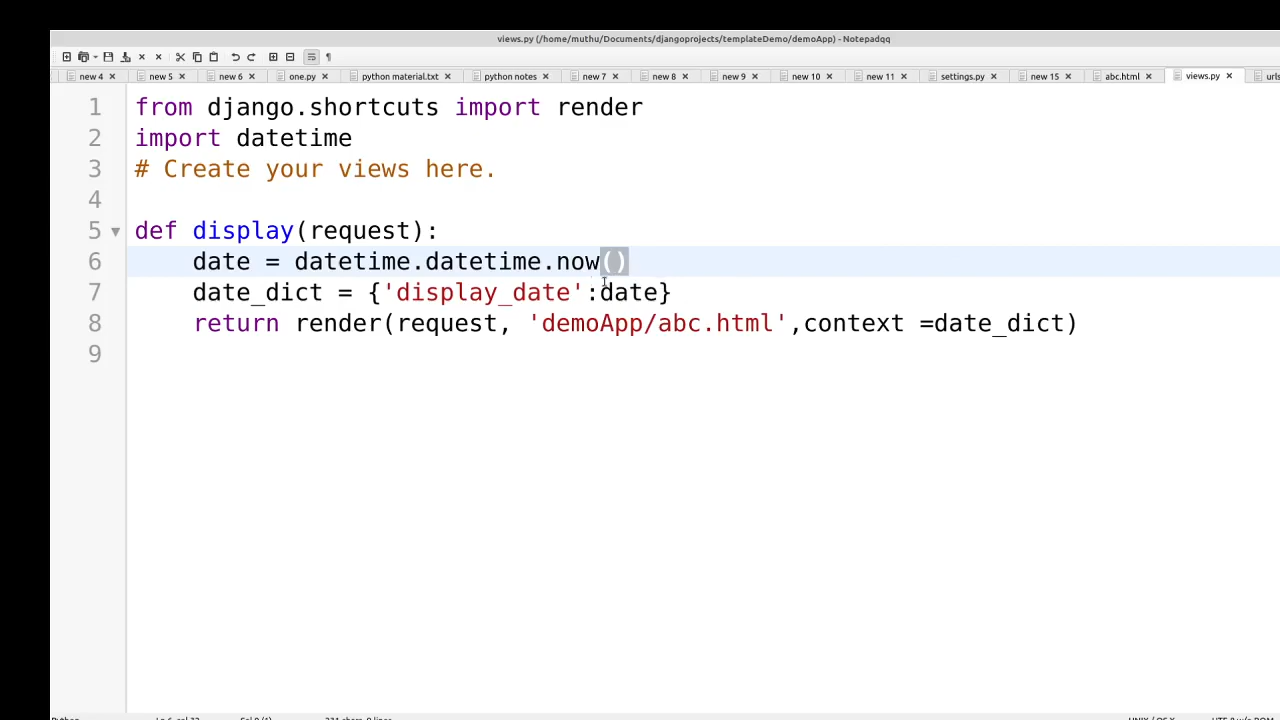 views.py (/home/muthu/Documents/djangoprojects/templateDemo/demoApp) - Notepadqq
new 4 new 5 new 6 one.py python material.txt python notes new 7 new 8 new 9 new 10 new 11 settings.py new 15 abc.html views.py urls
1 from django.shortcuts import render
2 import datetime
3 # Create your views here.
4
5 def display(request):
6 date = datetime.datetime.now()
7 date_dict = {'display_date':date}
8 return render(request, 'demoApp/abc.html',context =date_dict)
9